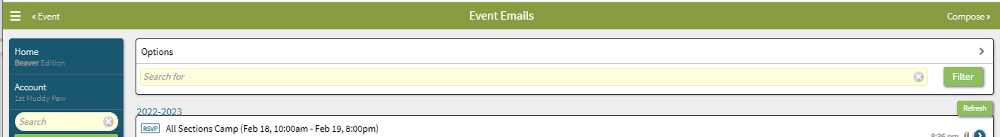 « Event
Event Emails
Compose »
Home
Beaver Edition
Account
1st Muddy Paw
Search
Options
Search for
Filter
2022-2023
Refresh
RSVP All Sections Camp (Feb 18, 10:00am - Feb 19, 8:00pm)
8:36 pm